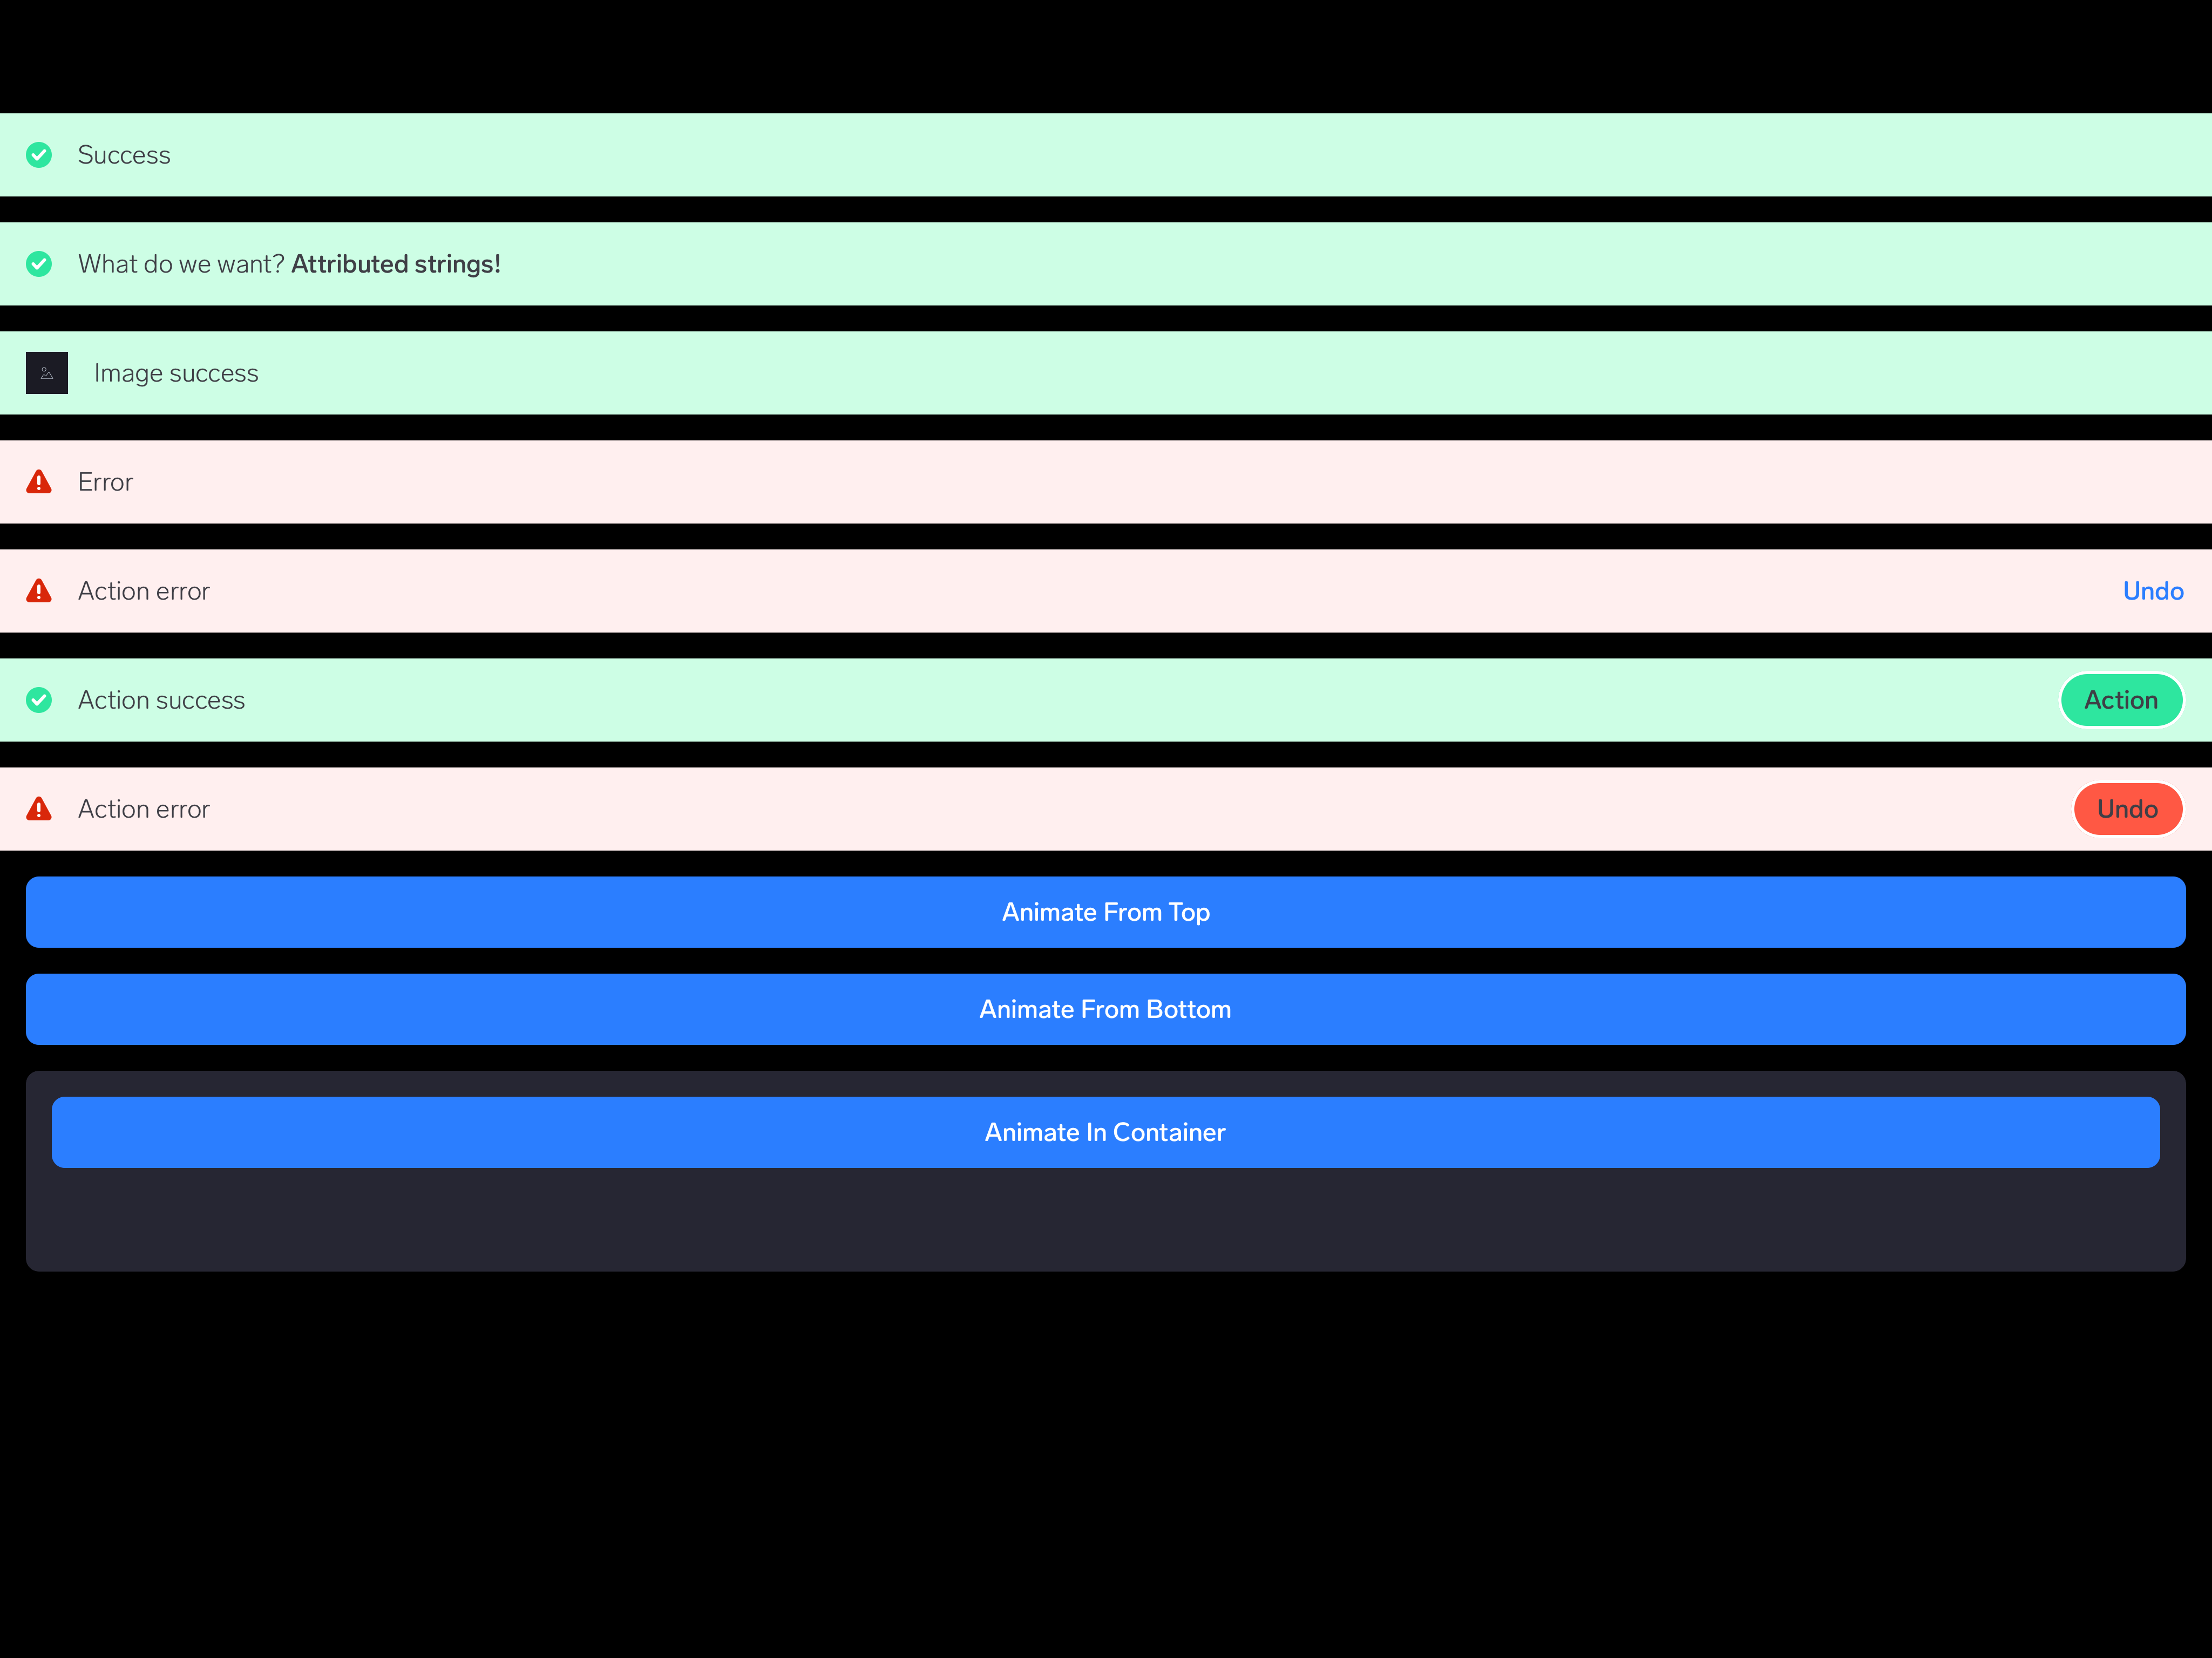 Success
What do we want? Attributed strings!
Image success
Error
Action error Undo
Action success Action
Action error Undo
Animate From Top
Animate From Bottom
Animate In Container